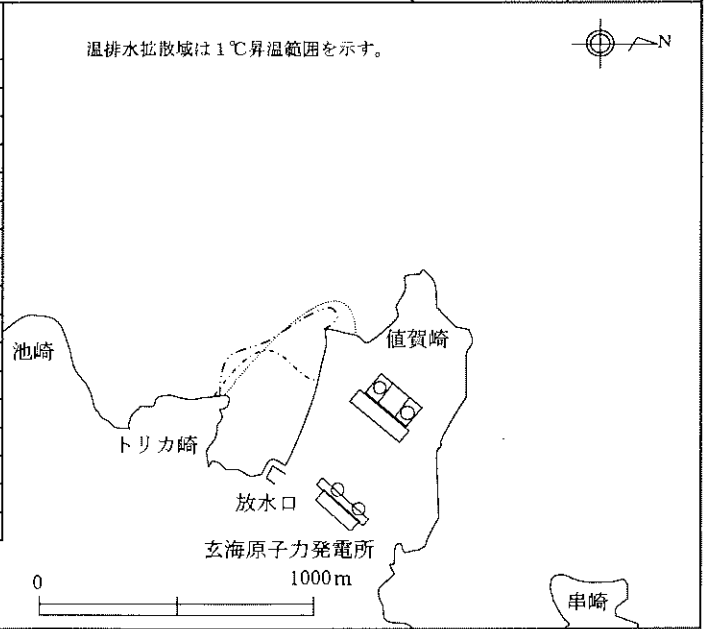 温排水拡散域は1℃昇温範囲を示す。
N
値賀崎
池崎
トリカ崎
放水口
玄海原子力発電所
0 1000m
串崎